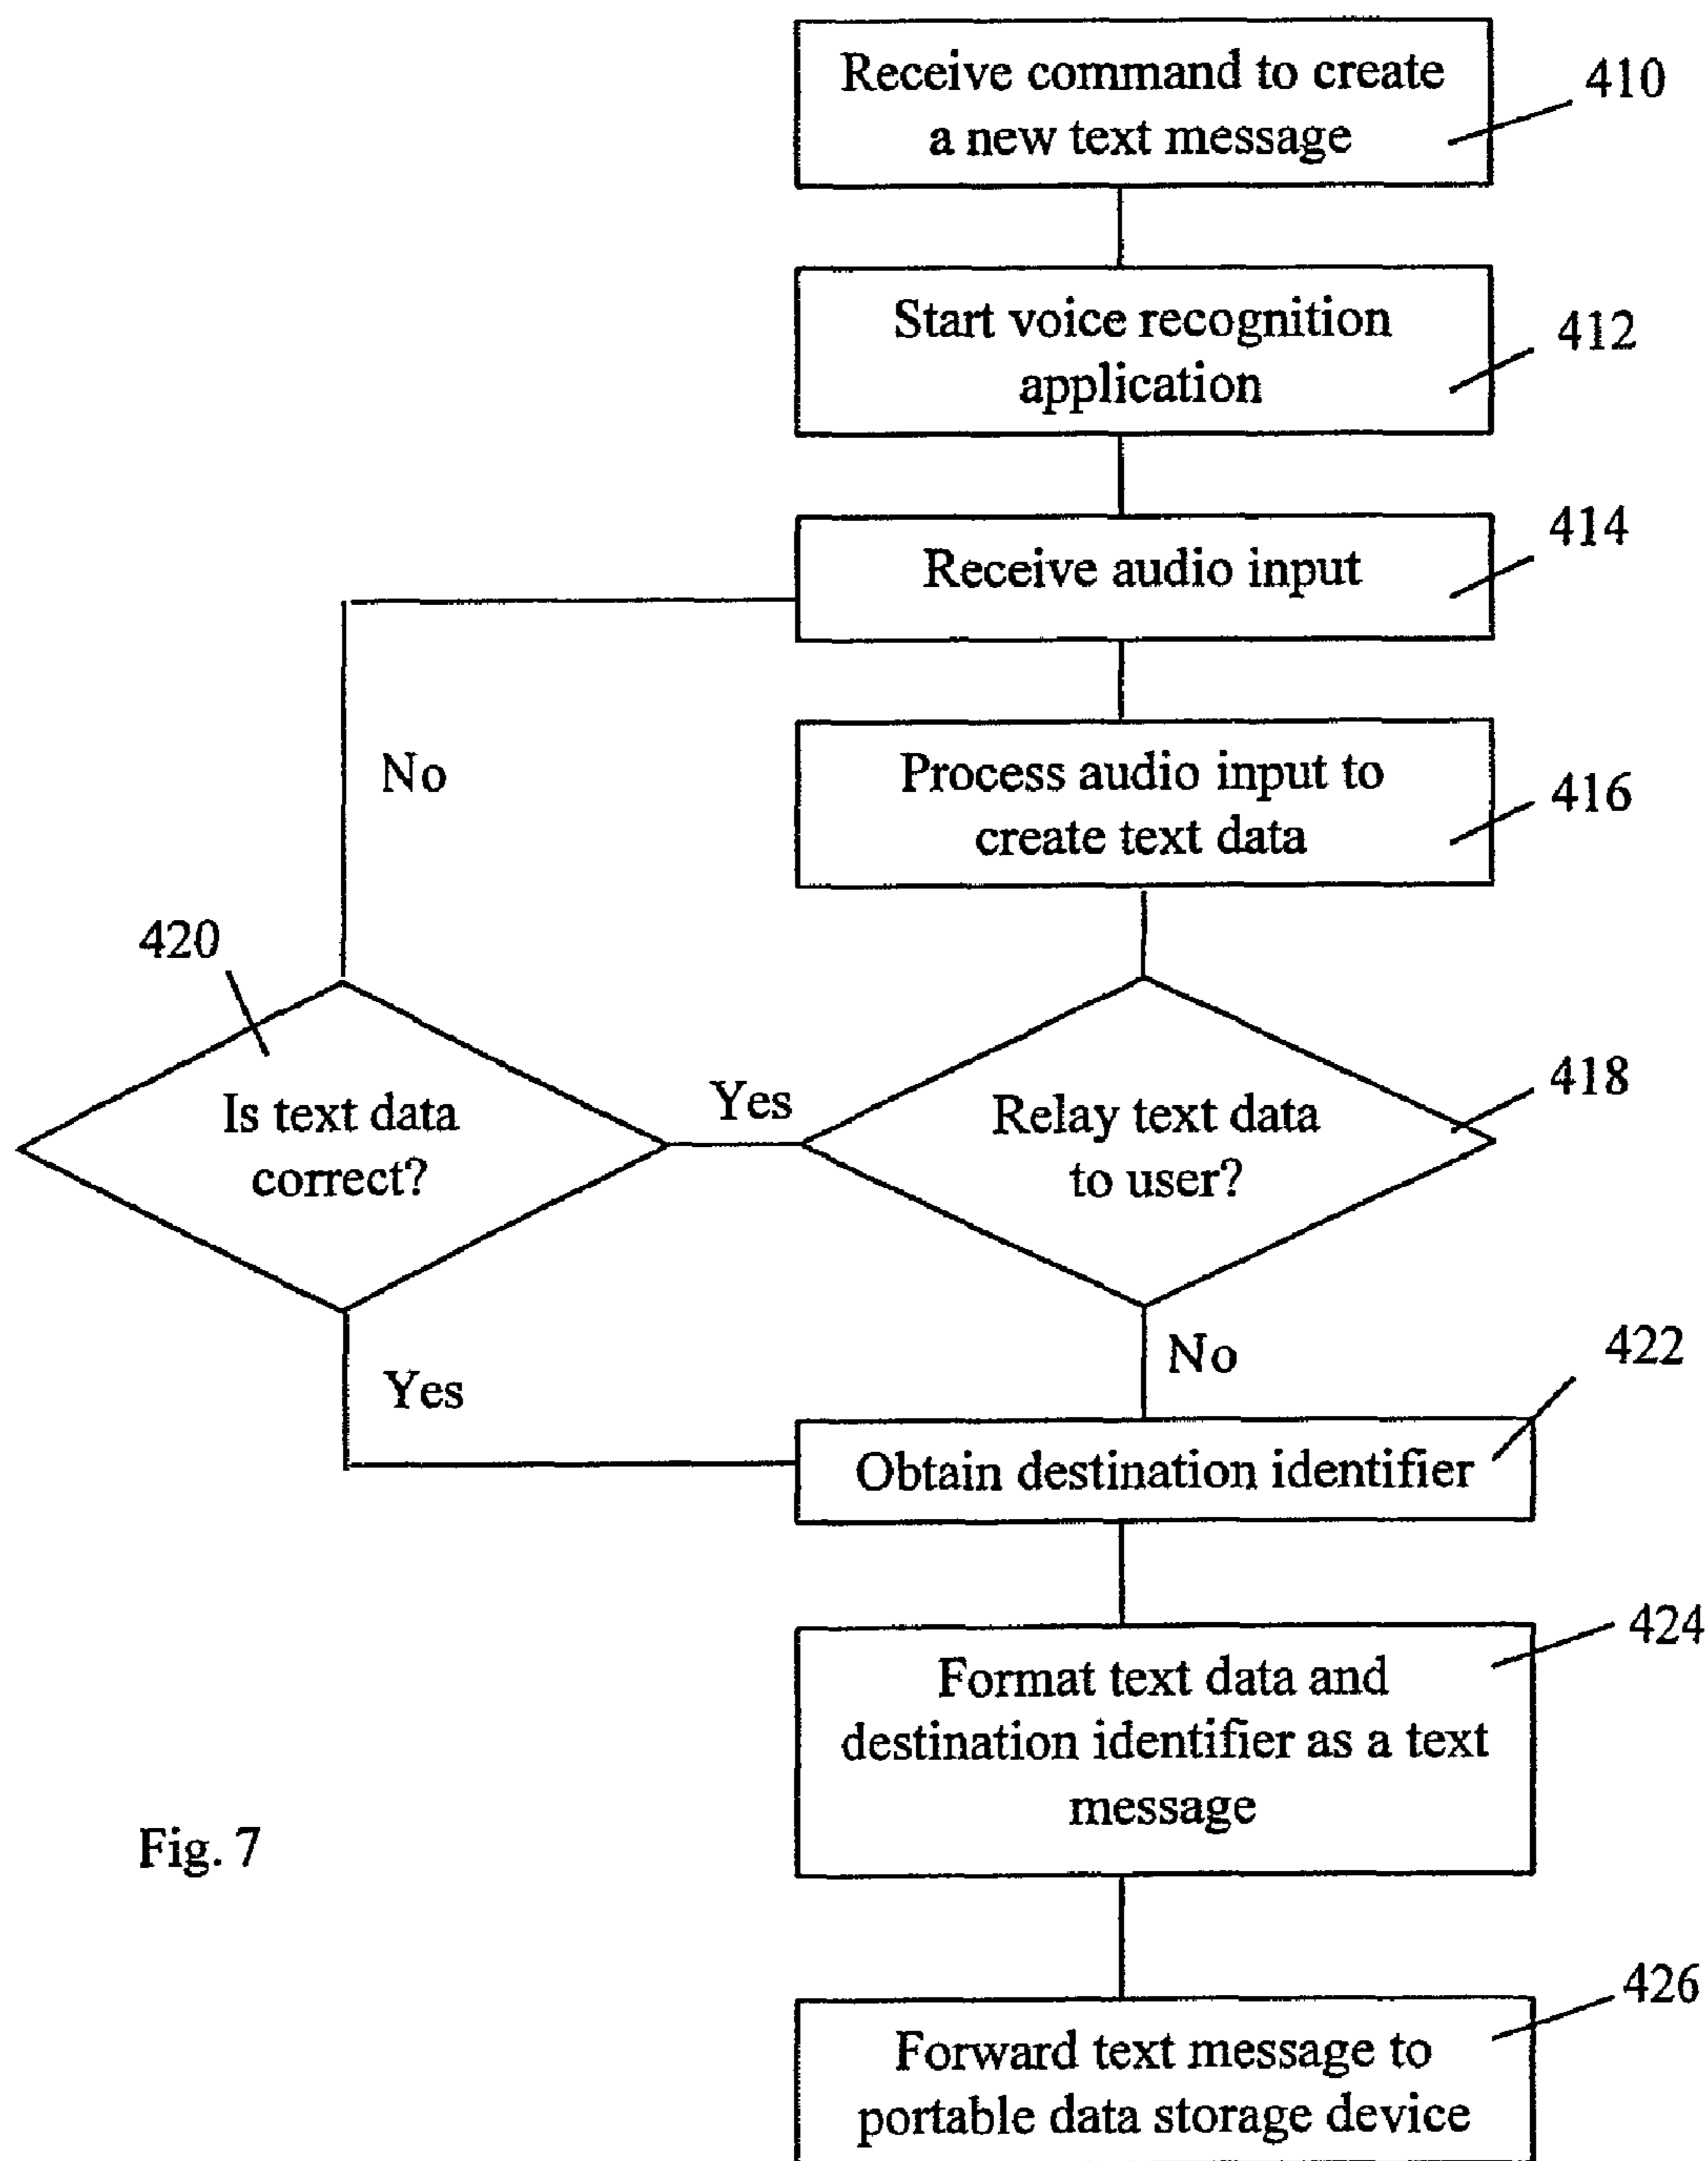 Receive command to create
a new text message
410
Start voice recognition
application
412
Receive audio input
414
No
Process audio input to
create text data
416
420
Is text data
correct?
Yes
Relay text data
to user?
418
Yes
No
422
Obtain destination identifier
424
Format text data and
destination identifier as a text
message
Fig. 7
426
Forward text message to
portable data storage device